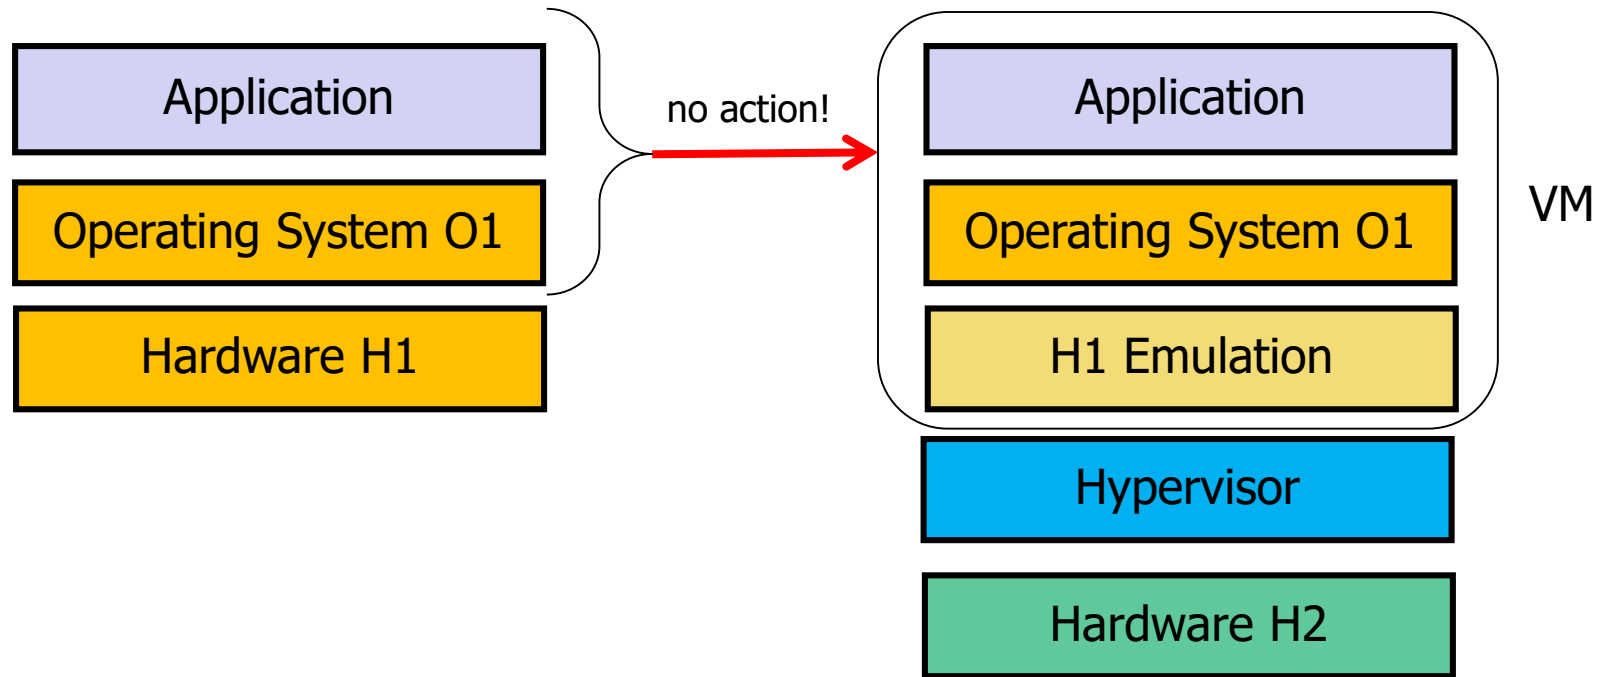 Application
Operating System O1
Hardware H1
no action!
Application
Operating System O1
H1 Emulation
VM
Hypervisor
Hardware H2